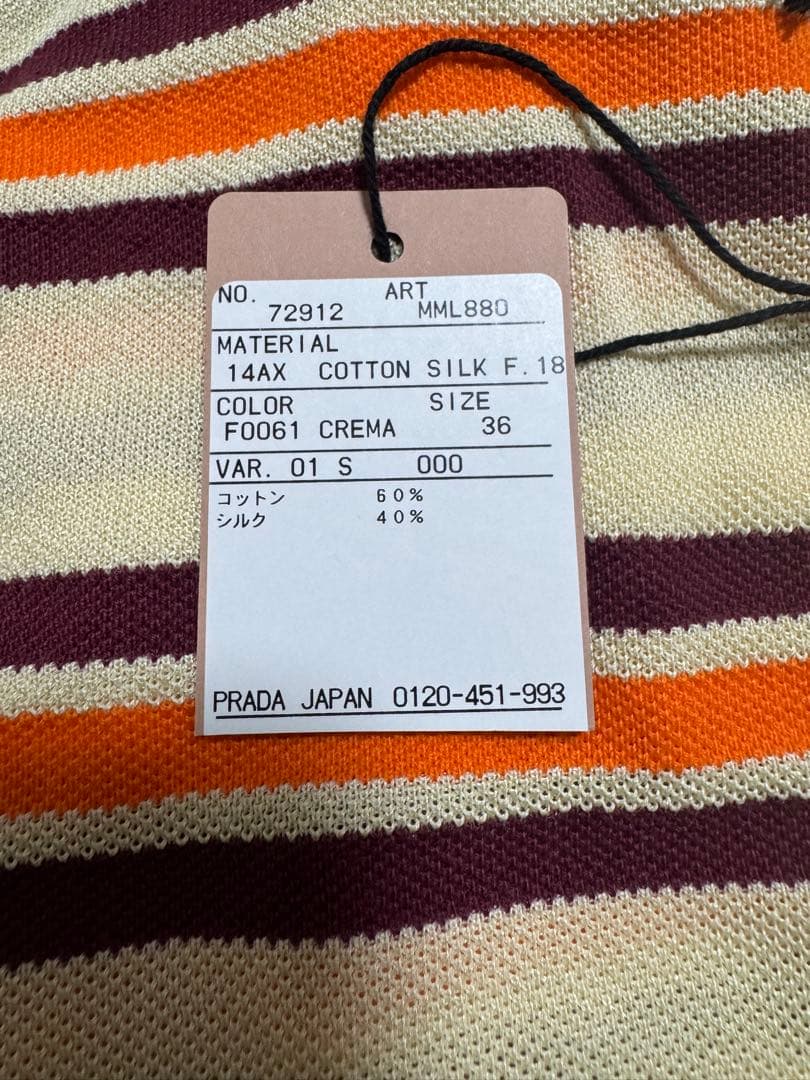 NO. ART
72912 MML880
MATERIAL
14AX COTTON SILK F.18
COLOR SIZE
F0061 CREMA 36
VAR. 01 S 000
コットン 60%
シルク 40%
PRADA JAPAN 0120-451-993